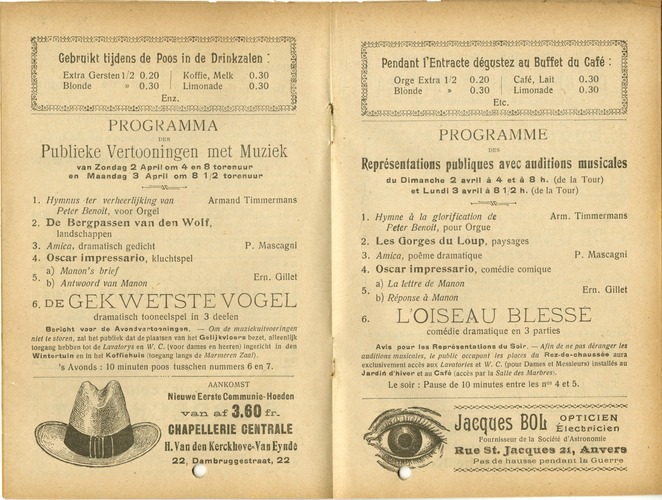 Gebruikt tijdens de Poos in de Drinkzalen :
Extra Gersten 1/2 0.20 Koffie, Melk 0.30
Blonde » 0.30 Limonade 0.30
Enz.
PROGRAMMA
DER
Publieke Vertooningen met Muziek
van Zondag 2 April om 4 en 8 torenuur
en Maandag 3 April om 8 1/2 torenuur
1. Hymnus ter verheerlijking van Armand Timmermans
Peter Benoit, voor Orgel
2. De Bergpassen van den Wolf,
landschappen
3. Amica, dramatisch gedicht P. Mascagni
4. Oscar impressario, kluchtspel
5. a) Manon's brief
b) Antwoord van Manon Ern. Gillet
6. DE GEKWETSTE VOGEL
dramatisch tooneelspel in 3 deelen
Bericht voor de Avondvertooningen. — Om de muziekuitvoeringen
niet te storen, zal het publiek dat de plaatsen van het Gelijkvloers bezet, alleenlijk
toegang hebben tot de Lavatorys en W. C. (voor dames en heeren) ingericht in den
Wintertuin en in het Koffiehuis (toegang langs de Marmeren Zaal).
's Avonds : 10 minuten poos tusschen nummers 6 en 7.
AANKOMST
Nieuwe Eerste Communie-Hoeden
van af 3.60 fr.
CHAPELLERIE CENTRALE
H. Van den Kerckhove-Van Eynde
22, Dambruggestraat, 22
Pendant l'Entracte dégustez au Buffet du Café :
Orge Extra 1/2 0.20 Café, Lait 0.30
Blonde » 0.30 Limonade 0.30
Etc.
PROGRAMME
DES
Représentations publiques avec auditions musicales
du Dimanche 2 avril à 4 et à 8 h. (de la Tour)
et Lundi 3 avril à 8 1/2 h. (de la Tour)
1. Hymne à la glorification de Arm. Timmermans
Peter Benoit, pour Orgue
2. Les Gorges du Loup, paysages
3. Amica, poême dramatique P. Mascagni
4. Oscar impressario, comédie comique
5. a) La lettre de Manon
b) Réponse à Manon Ern. Gillet
6. L'OISEAU BLESSÉ
comédie dramatique en 3 parties
Avis pour les Représentations du Soir. — Afin de ne pas déranger les
auditions musicales, le public occupant les places du Rez-de-chaussée aura
exclusivement accès aux Lavatories et W. C. (pour Dames et Messieurs) installés au
Jardin d'hiver et au Café (accès par la Salle des Marbres).
Le soir : Pause de 10 minutes entre les nos 4 et 5.
Jacques BOL OPTICIEN
Électricien
Fournisseur de la Société d'Astronomie
Rue St. Jacques 21, Anvers
Pas de hausse pendant la Guerre